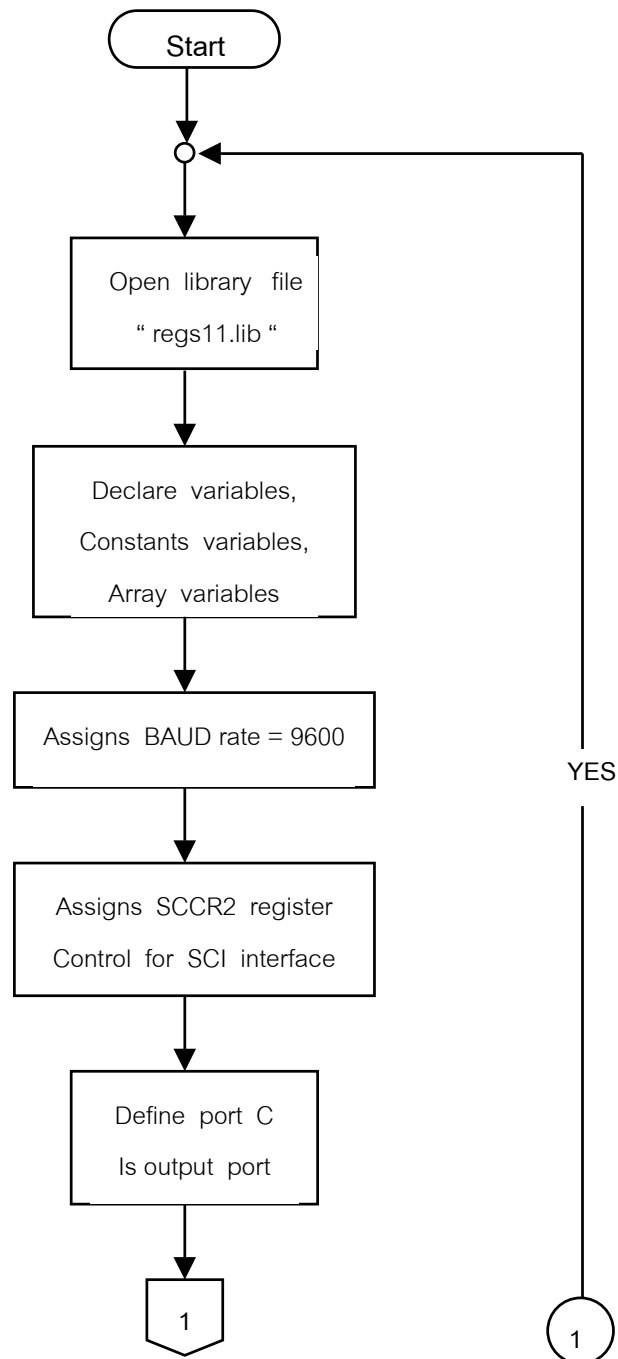 Start
Open library file
“ regs11.lib “
Declare variables,
Constants variables,
Array variables
Assigns BAUD rate = 9600
YES
Assigns SCCR2 register
Control for SCI interface
Define port C
Is output port
1
1